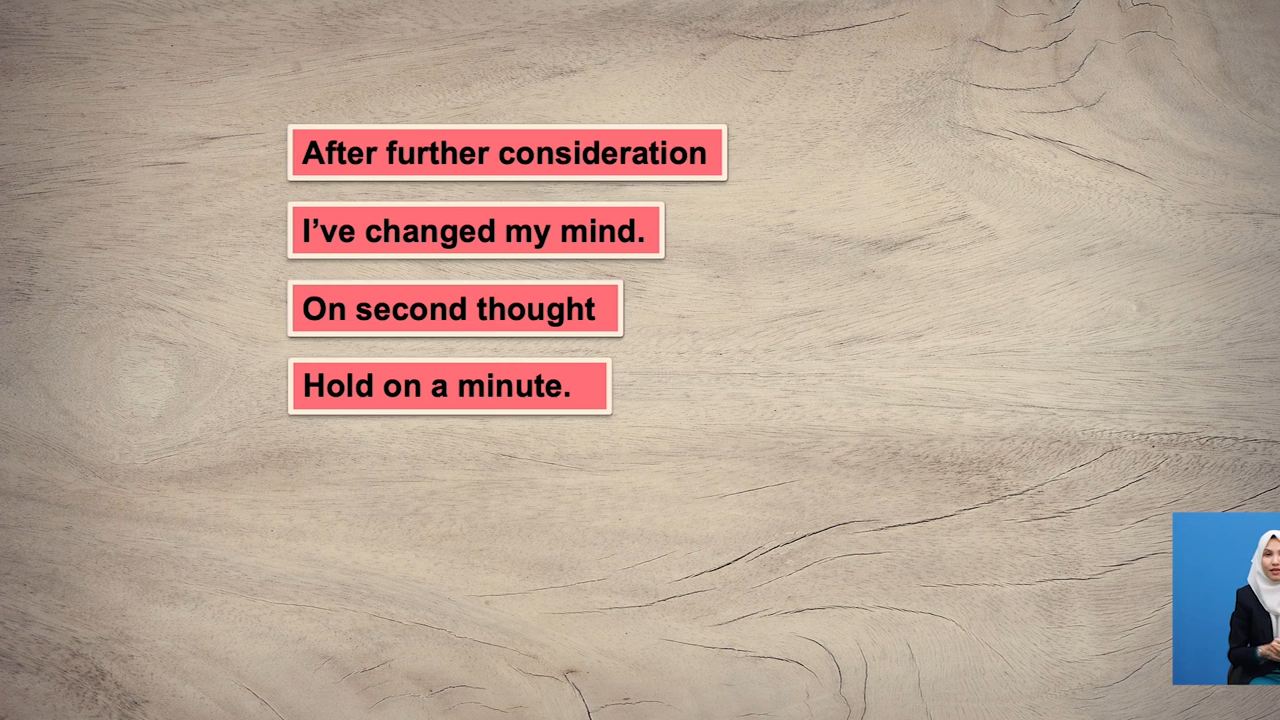 After further consideration
I’ve changed my mind.
On second thought
Hold on a minute.